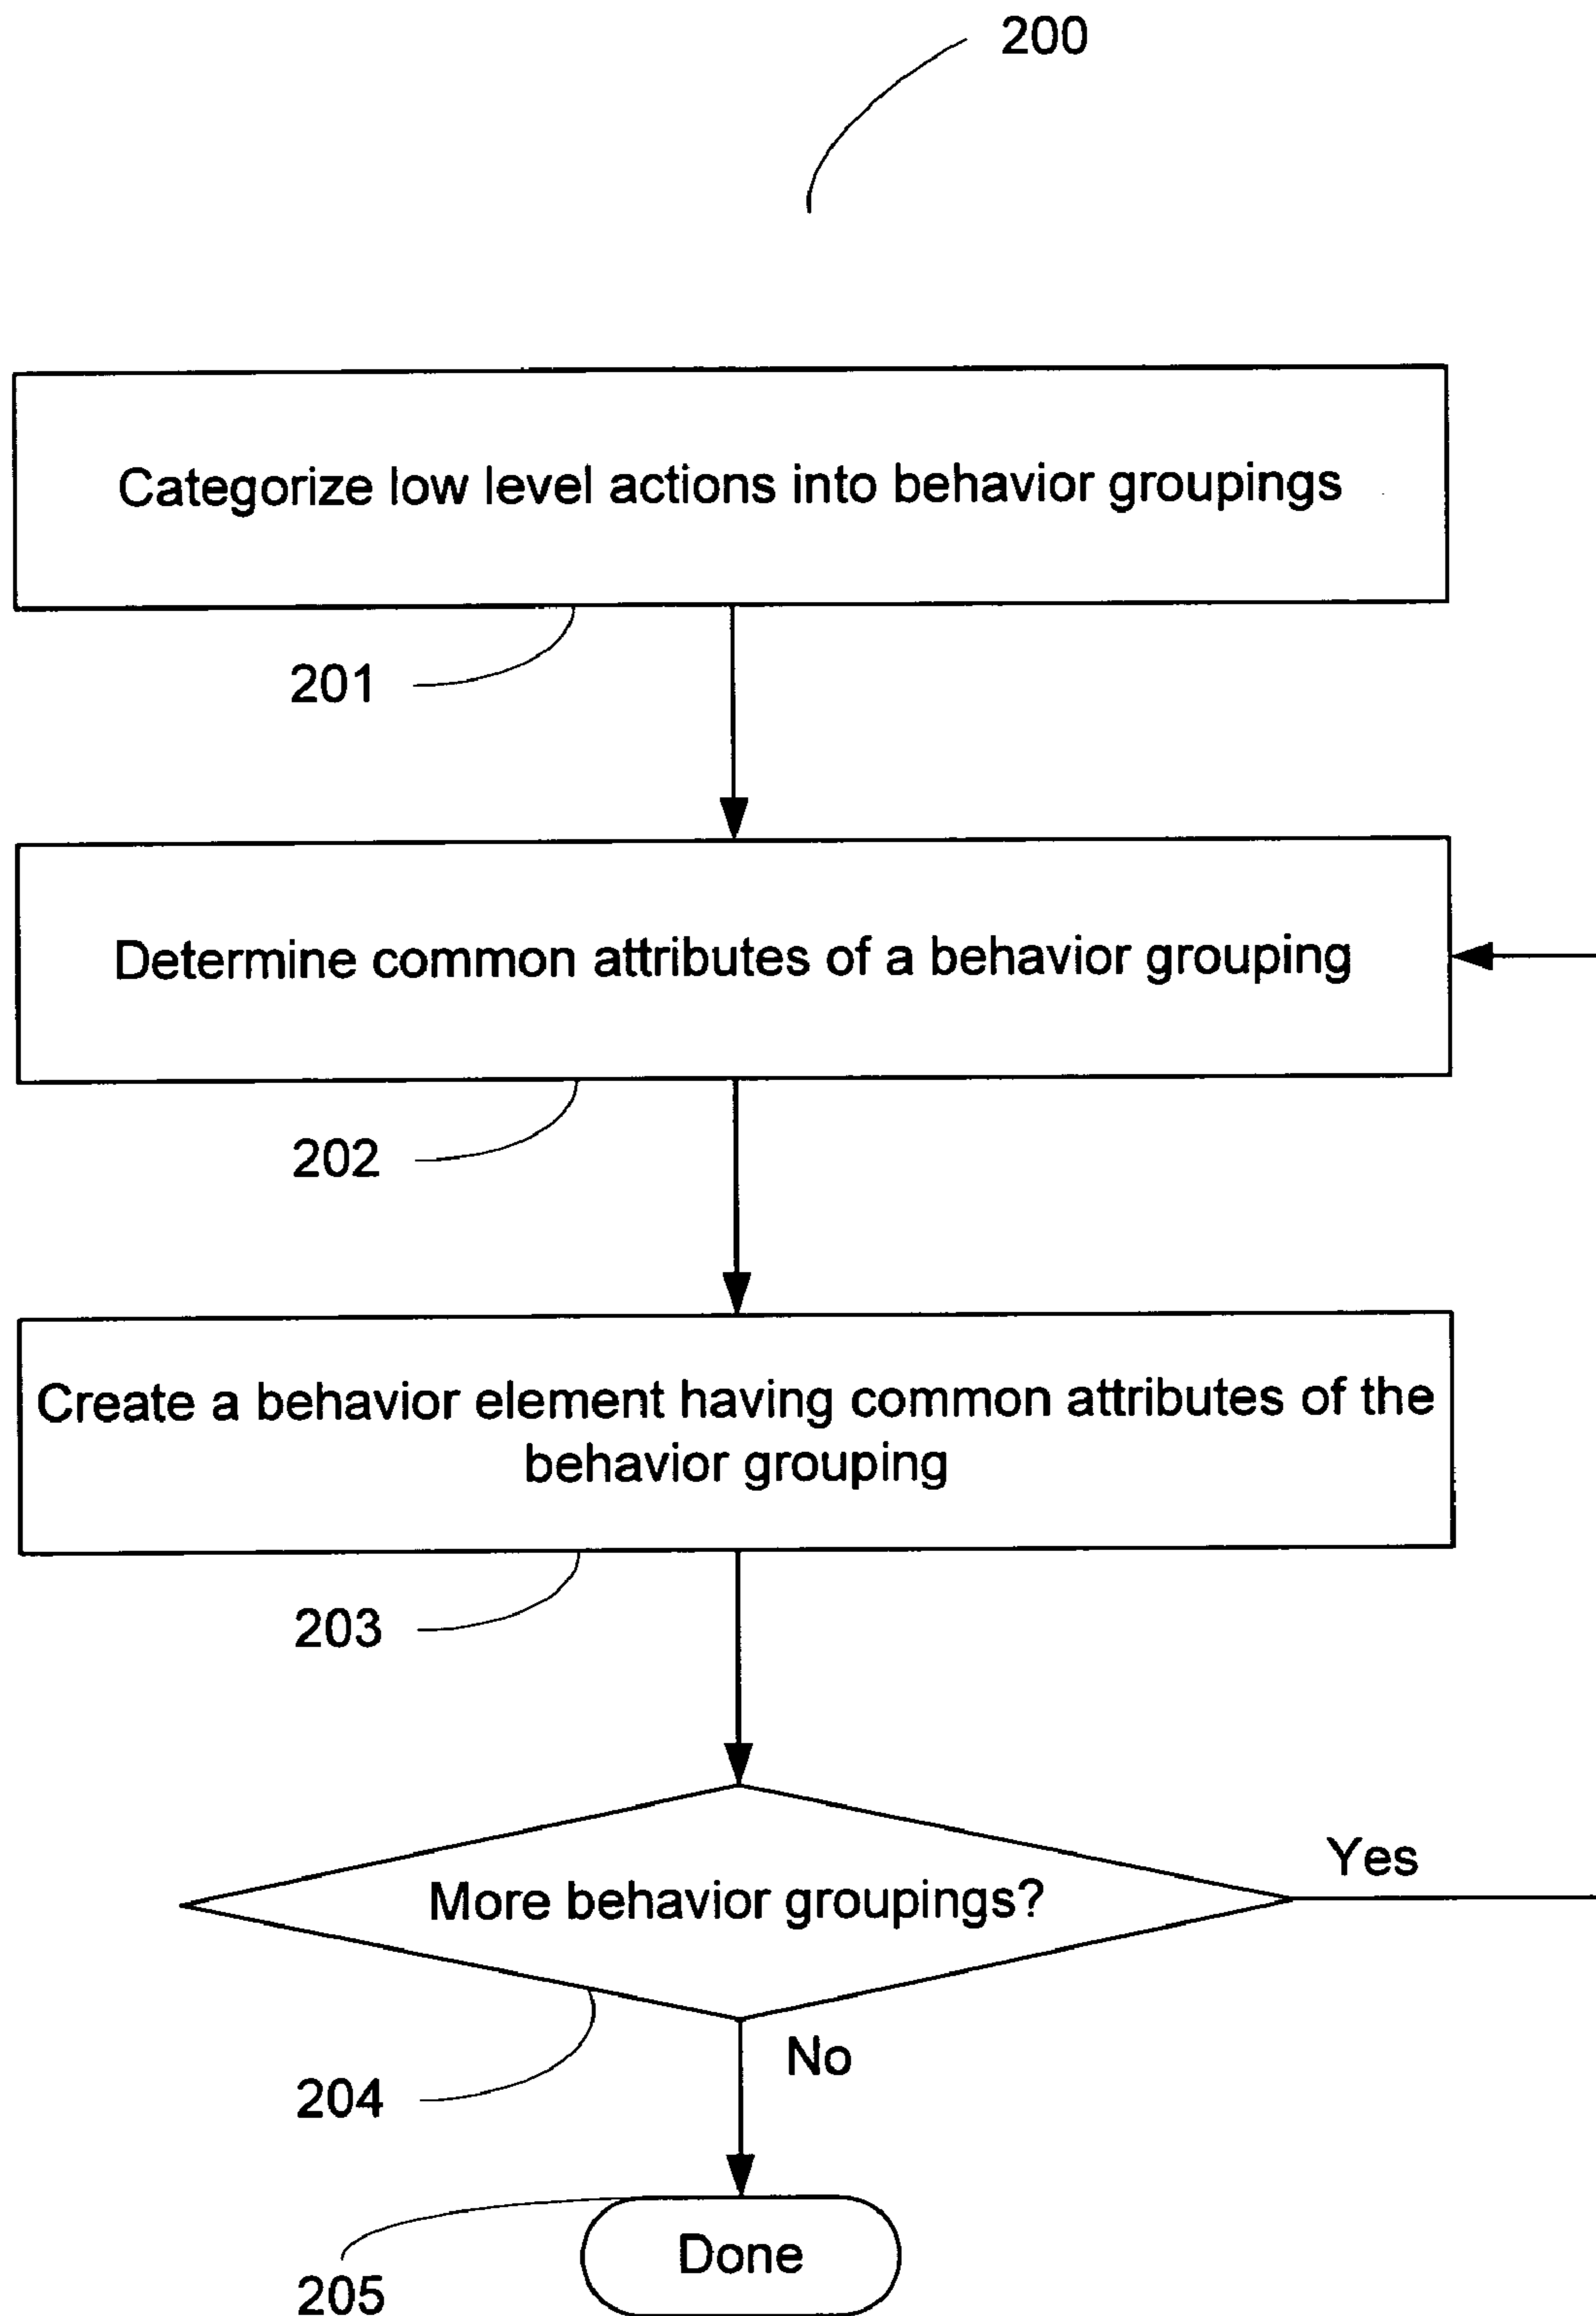 200
Categorize low level actions into behavior groupings
201
Determine common attributes of a behavior grouping
202
Create a behavior element having common attributes of the
behavior grouping
203
More behavior groupings?
Yes
204
No
Done
205